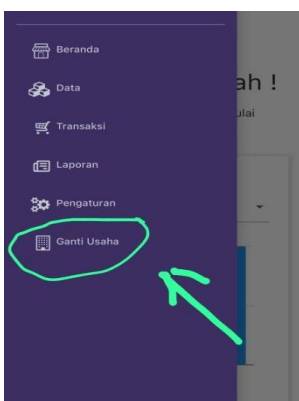 Beranda
ah !
Data
ulai
Transaksi
Laporan
Pengaturan
Ganti Usaha